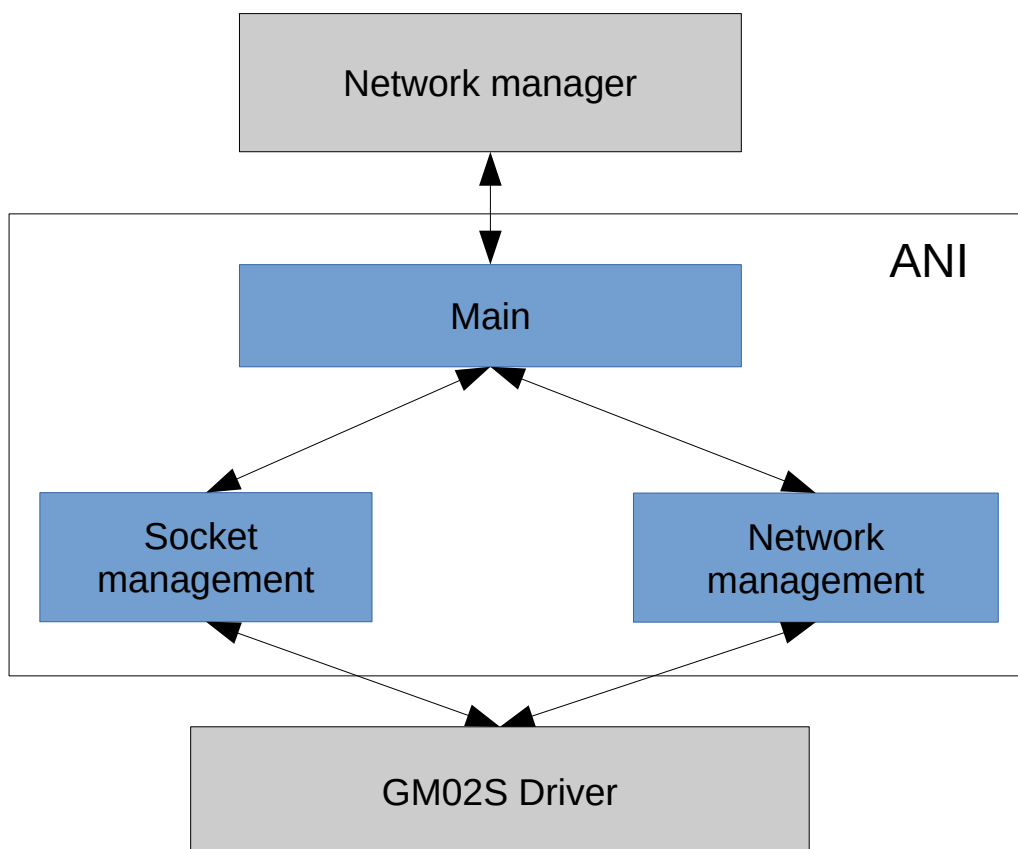 Network manager
ANI
Main
Socket
management
Network
management
GM02S Driver